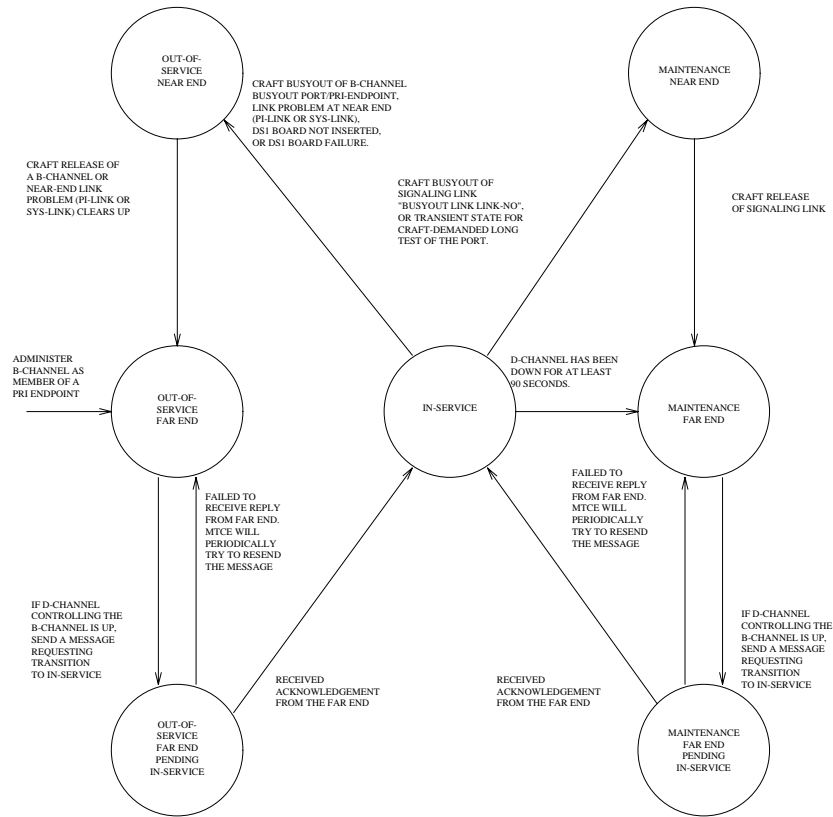 OUT-OF-
SERVICE
NEAR END
MAINTENANCE
NEAR END
CRAFT BUSYOUT OF B-CHANNEL
BUSYOUT PORT/PRI-ENDPOINT,
LINK PROBLEM AT NEAR END
(PI-LINK OR SYS-LINK),
DS1 BOARD NOT INSERTED,
OR DS1 BOARD FAILURE.
CRAFT RELEASE OF
A B-CHANNEL OR
NEAR-END LINK
PROBLEM (PI-LINK OR
SYS-LINK) CLEARS UP
CRAFT BUSYOUT OF
SIGNALING LINK
"BUSYOUT LINK LINK-NO",
OR TRANSIENT STATE FOR
CRAFT-DEMANDED LONG
TEST OF THE PORT.
CRAFT RELEASE
OF SIGNALING LINK
ADMINISTER
B-CHANNEL AS
MEMBER OF A
PRI ENDPOINT
OUT-OF-
SERVICE
FAR END
IN-SERVICE
D-CHANNEL HAS BEEN
DOWN FOR AT LEAST
90 SECONDS.
MAINTENANCE
FAR END
FAILED TO
RECEIVE REPLY
FROM FAR END.
MTCE WILL
PERIODICALLY
TRY TO RESEND
THE MESSAGE
FAILED TO
RECEIVE REPLY
FROM FAR END.
MTCE WILL
PERIODICALLY
TRY TO RESEND
THE MESSAGE
IF D-CHANNEL
CONTROLLING THE
B-CHANNEL IS UP,
SEND A MESSAGE
REQUESTING
TRANSITION
TO IN-SERVICE
IF D-CHANNEL
CONTROLLING THE
B-CHANNEL IS UP,
SEND A MESSAGE
REQUESTING
TRANSITION
TO IN-SERVICE
RECEIVED
ACKNOWLEDGEMENT
FROM THE FAR END
RECEIVED
ACKNOWLEDGEMENT
FROM THE FAR END
OUT-OF-
SERVICE
FAR END
PENDING
IN-SERVICE
MAINTENANCE
FAR END
PENDING
IN-SERVICE